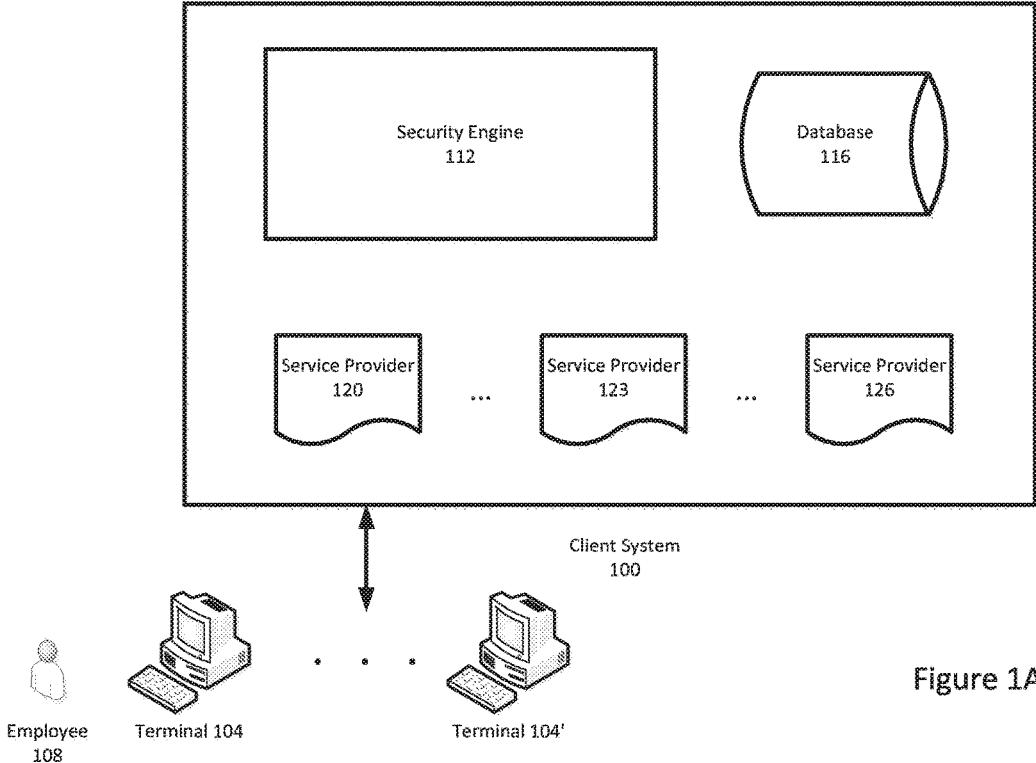 Security Engine
112
Database
116
Service Provider
120
...
Service Provider
123
...
Service Provider
126
Client System
100
. . .
Figure 1A
Employee
108
Terminal 104
Terminal 104'